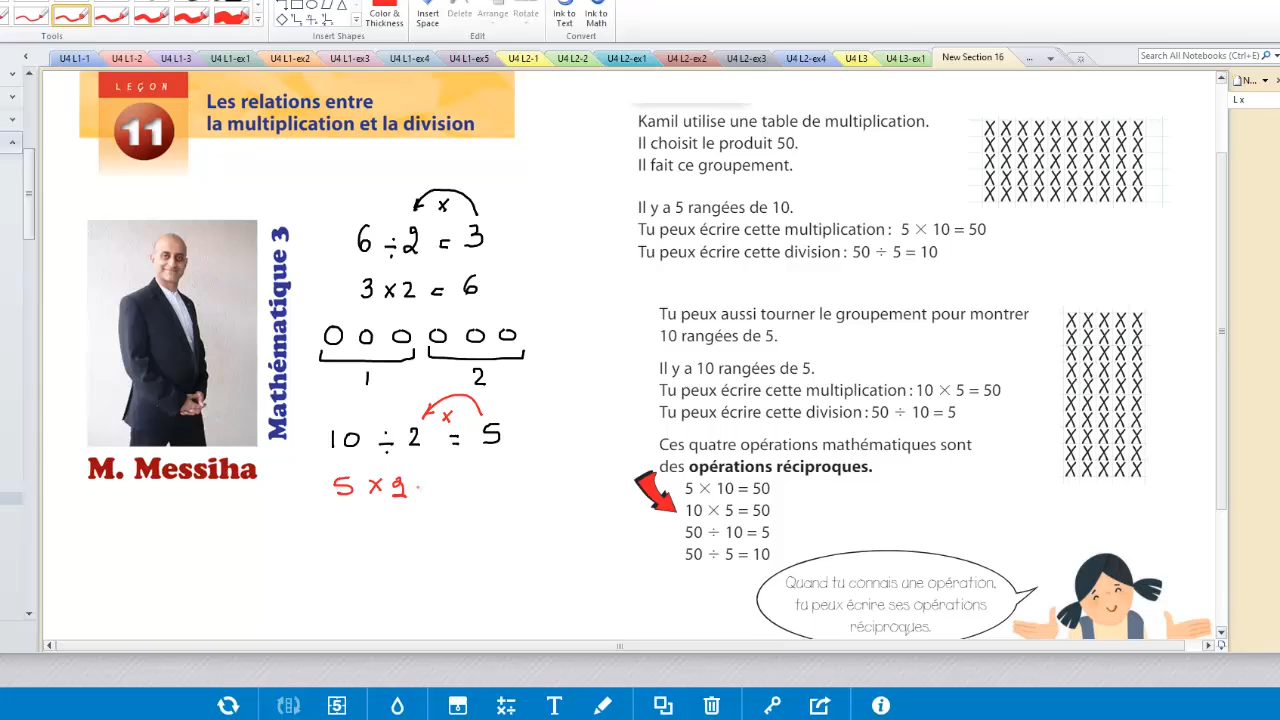 Color & Thickness
Insert Space
Delete
Arrange
Rotate
Ink to Text
Ink to Math
Tools
Insert Shapes
Edit
Convert
U4 L1-1
U4 L1-2
U4 L1-3
U4 L1-ex1
U4 L1-ex2
U4 L1-ex3
U4 L1-ex4
U4 L1-ex5
U4 L2-1
U4 L2-2
U4 L2-ex1
U4 L2-ex2
U4 L2-ex3
U4 L2-ex4
U4 L3
U4 L3-ex1
New Section 16
...
Search All Notebooks (Ctrl+E)
N...
L x
LEÇON
11
Les relations entre
la multiplication et la division
x
6 ÷ 2 = 3
3 x 2 = 6
0 0 0 0 0 0
1 2
x
10 ÷ 2 = 5
5 x 2
Mathématique 3
M. Messiha
Kamil utilise une table de multiplication.
Il choisit le produit 50.
Il fait ce groupement.
X X X X X X X X X X
X X X X X X X X X X
X X X X X X X X X X
X X X X X X X X X X
X X X X X X X X X X
Il y a 5 rangées de 10.
Tu peux écrire cette multiplication : 5 × 10 = 50
Tu peux écrire cette division : 50 ÷ 5 = 10
Tu peux aussi tourner le groupement pour montrer
10 rangées de 5.
Il y a 10 rangées de 5.
Tu peux écrire cette multiplication : 10 × 5 = 50
Tu peux écrire cette division : 50 ÷ 10 = 5
X X X X X
X X X X X
X X X X X
X X X X X
X X X X X
X X X X X
X X X X X
X X X X X
X X X X X
X X X X X
Ces quatre opérations mathématiques sont
des opérations réciproques.
5 × 10 = 50
10 × 5 = 50
50 ÷ 10 = 5
50 ÷ 5 = 10
Quand tu connais une opération,
tu peux écrire ses opérations
réciproques.
5